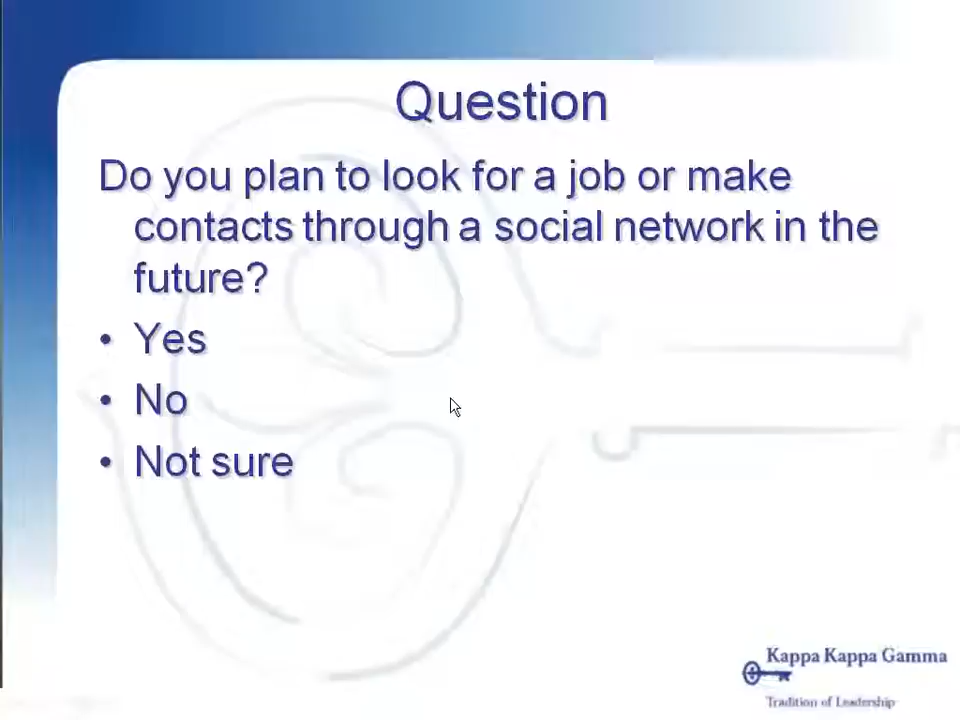 Question
Do you plan to look for a job or make
contacts through a social network in the
future?
• Yes
• No
• Not sure
Kappa Kappa Gamma
Tradition of Leadership